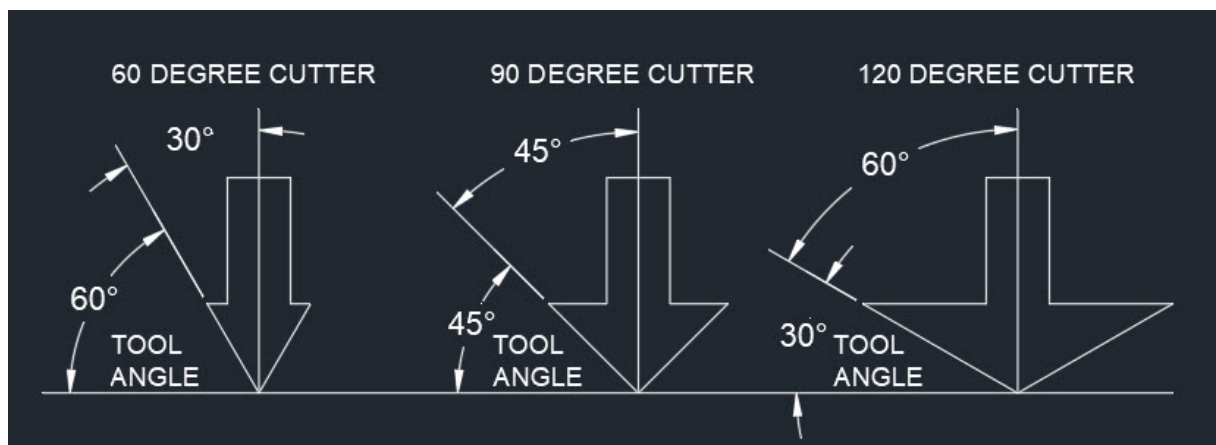 60 DEGREE CUTTER
30°
60°
TOOL
ANGLE
90 DEGREE CUTTER
45°
45°
TOOL
ANGLE
120 DEGREE CUTTER
60°
30°
TOOL
ANGLE